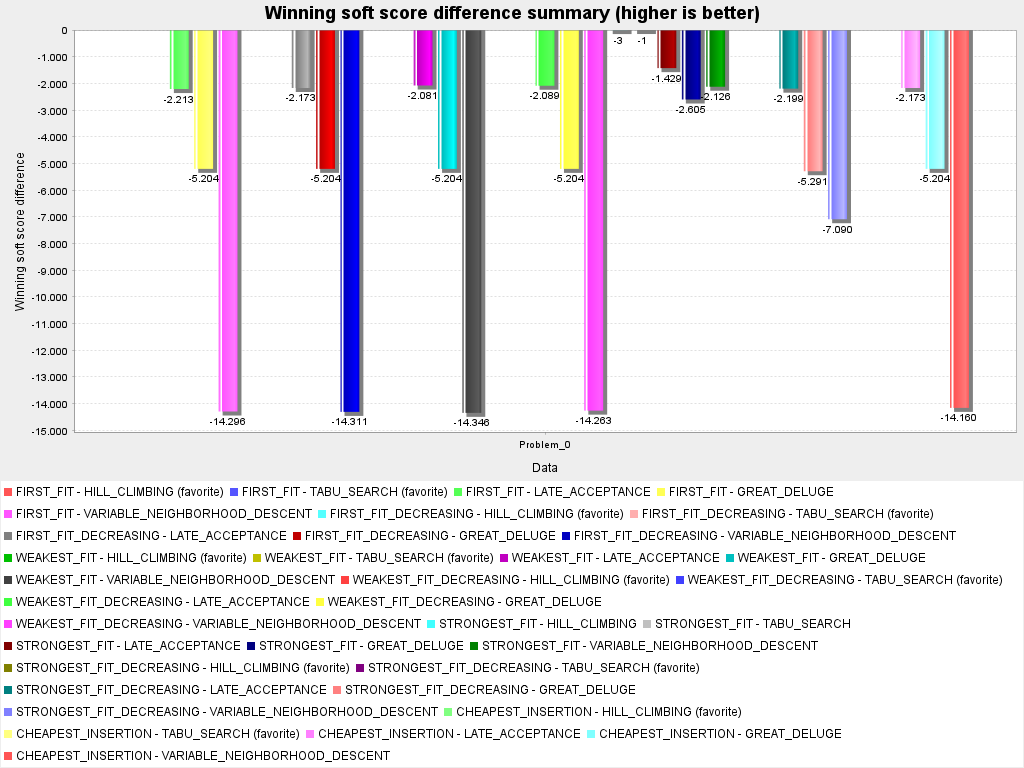 Winning soft score difference summary (higher is better)
Winning soft score difference
0
-1.000
-2.000
-3.000
-4.000
-5.000
-6.000
-7.000
-8.000
-9.000
-10.000
-11.000
-12.000
-13.000
-14.000
-15.000
-2.213
-5.204
-14.296
-2.173
-5.204
-14.311
-2.081
-5.204
-14.346
-2.089
-5.204
-14.263
-3
-1
-1.429
-2.605
-2.126
-2.199
-5.291
-7.090
-2.173
-5.204
-14.160
Problem_0
Data
FIRST_FIT - HILL_CLIMBING (favorite) FIRST_FIT - TABU_SEARCH (favorite) FIRST_FIT - LATE_ACCEPTANCE FIRST_FIT - GREAT_DELUGE
FIRST_FIT - VARIABLE_NEIGHBORHOOD_DESCENT FIRST_FIT_DECREASING - HILL_CLIMBING (favorite) FIRST_FIT_DECREASING - TABU_SEARCH (favorite)
FIRST_FIT_DECREASING - LATE_ACCEPTANCE FIRST_FIT_DECREASING - GREAT_DELUGE FIRST_FIT_DECREASING - VARIABLE_NEIGHBORHOOD_DESCENT
WEAKEST_FIT - HILL_CLIMBING (favorite) WEAKEST_FIT - TABU_SEARCH (favorite) WEAKEST_FIT - LATE_ACCEPTANCE WEAKEST_FIT - GREAT_DELUGE
WEAKEST_FIT - VARIABLE_NEIGHBORHOOD_DESCENT WEAKEST_FIT_DECREASING - HILL_CLIMBING (favorite) WEAKEST_FIT_DECREASING - TABU_SEARCH (favorite)
WEAKEST_FIT_DECREASING - LATE_ACCEPTANCE WEAKEST_FIT_DECREASING - GREAT_DELUGE
WEAKEST_FIT_DECREASING - VARIABLE_NEIGHBORHOOD_DESCENT STRONGEST_FIT - HILL_CLIMBING STRONGEST_FIT - TABU_SEARCH
STRONGEST_FIT - LATE_ACCEPTANCE STRONGEST_FIT - GREAT_DELUGE STRONGEST_FIT - VARIABLE_NEIGHBORHOOD_DESCENT
STRONGEST_FIT_DECREASING - HILL_CLIMBING (favorite) STRONGEST_FIT_DECREASING - TABU_SEARCH (favorite)
STRONGEST_FIT_DECREASING - LATE_ACCEPTANCE STRONGEST_FIT_DECREASING - GREAT_DELUGE
STRONGEST_FIT_DECREASING - VARIABLE_NEIGHBORHOOD_DESCENT CHEAPEST_INSERTION - HILL_CLIMBING (favorite)
CHEAPEST_INSERTION - TABU_SEARCH (favorite) CHEAPEST_INSERTION - LATE_ACCEPTANCE CHEAPEST_INSERTION - GREAT_DELUGE
CHEAPEST_INSERTION - VARIABLE_NEIGHBORHOOD_DESCENT